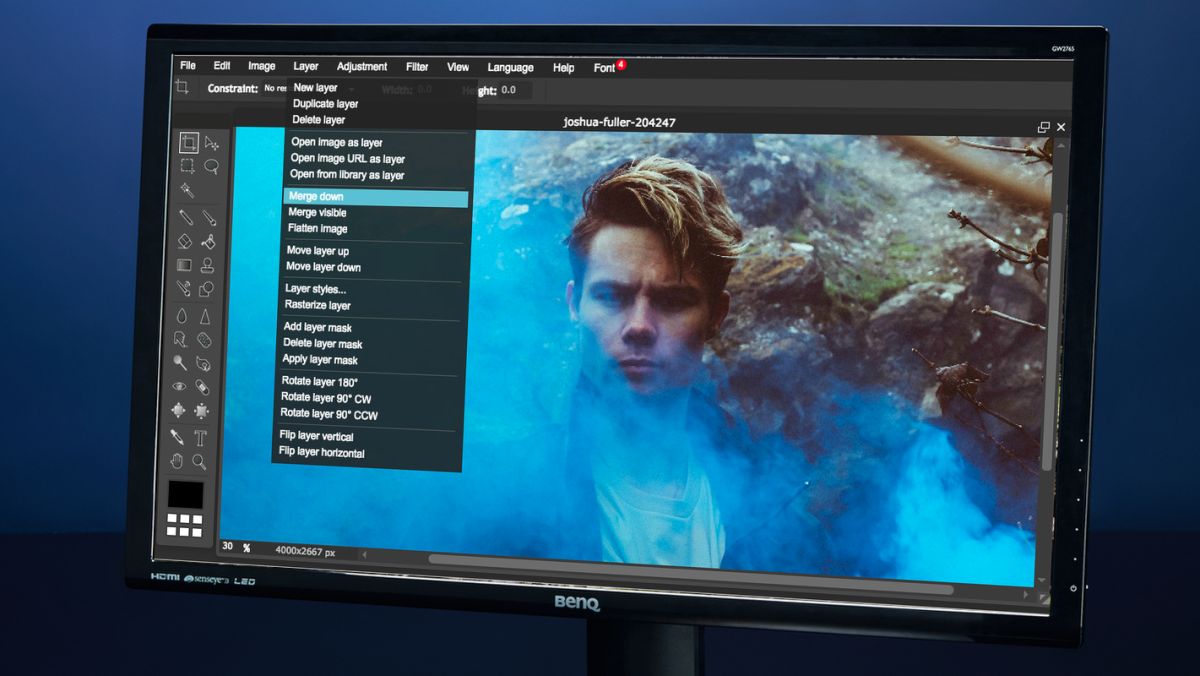 GW2765
File Edit Image Layer Adjustment Filter View Language Help Font 4
Constraint: No res Width: 0.0 Height: 0.0
joshua-fuller-204247
New layer
Duplicate layer
Delete layer
Open image as layer
Open image URL as layer
Open from library as layer
Merge down
Merge visible
Flatten image
Move layer up
Move layer down
Layer styles...
Rasterize layer
Add layer mask
Delete layer mask
Apply layer mask
Rotate layer 180°
Rotate layer 90° CW
Rotate layer 90° CCW
Flip layer vertical
Flip layer horizontal
T
30 % 4000x2667 px
HDMI senseye 3 LED
BenQ